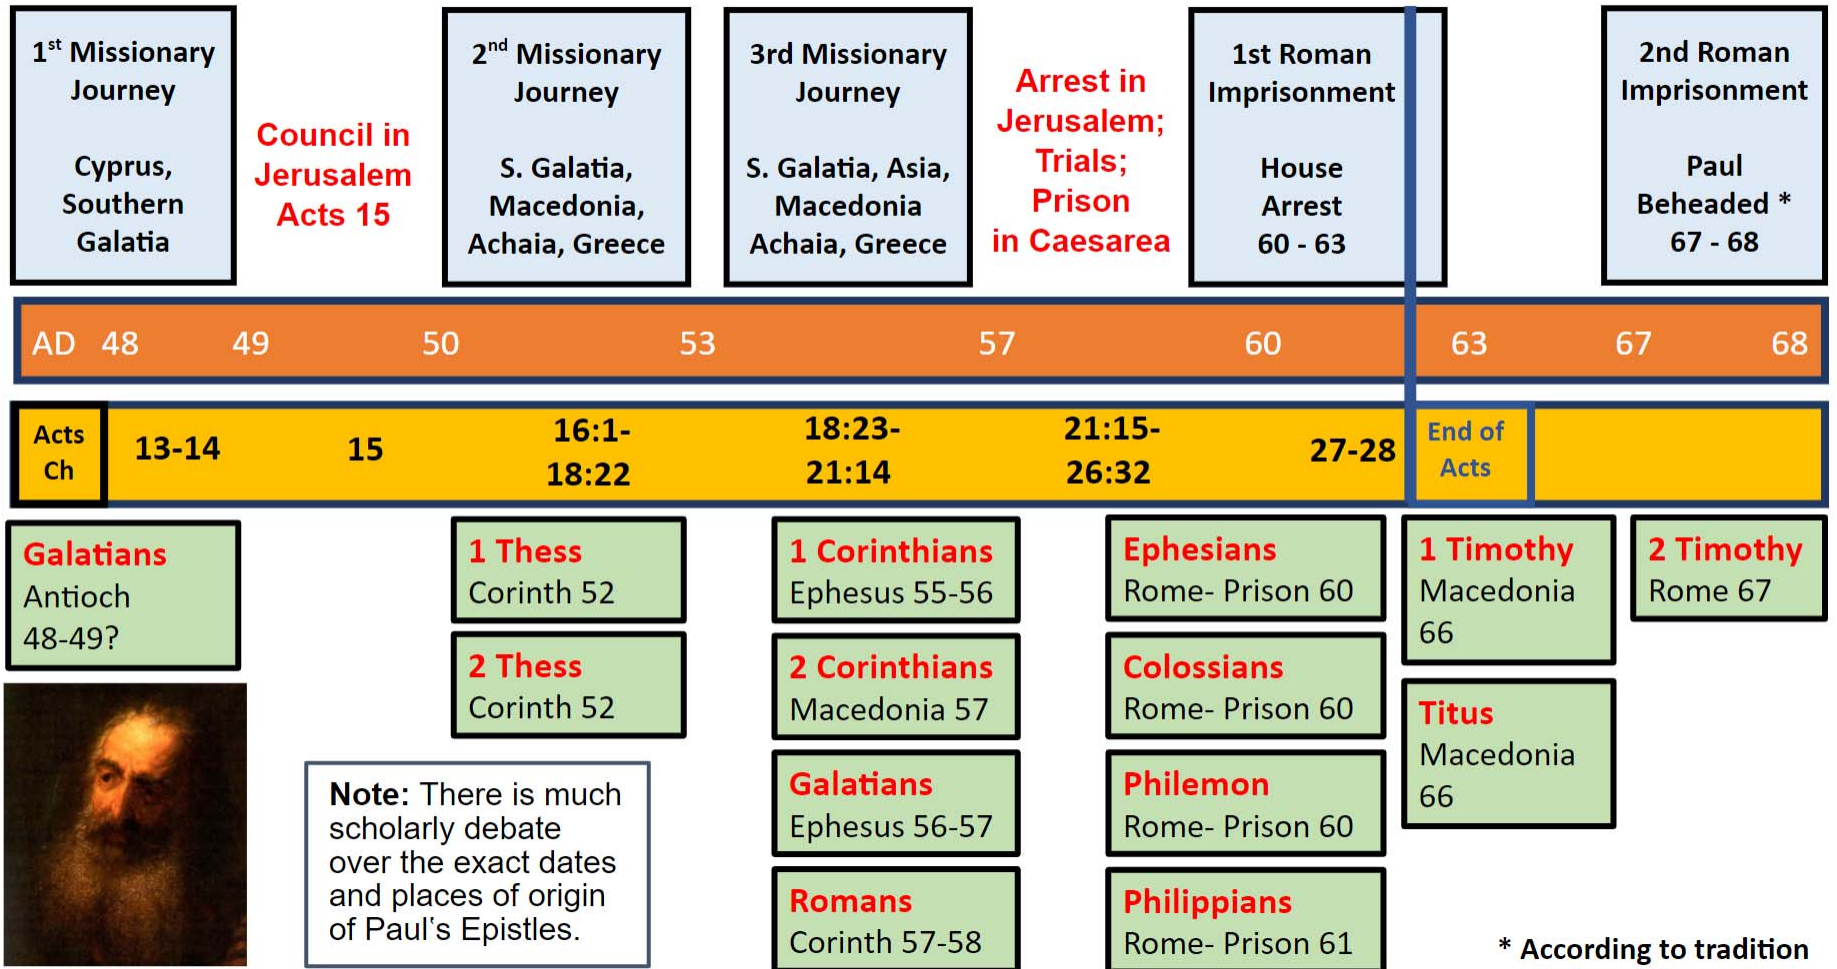 1st Missionary
Journey
Cyprus,
Southern
Galatia
Council in
Jerusalem
Acts 15
2nd Missionary
Journey
S. Galatia,
Macedonia,
Achaia, Greece
3rd Missionary
Journey
S. Galatia, Asia,
Macedonia
Achaia, Greece
Arrest in
Jerusalem;
Trials;
Prison
in Caesarea
1st Roman
Imprisonment
House
Arrest
60 - 63
2nd Roman
Imprisonment
Paul
Beheaded *
67 - 68
AD 48 49 50 53 57 60 63 67 68
Acts
Ch
13-14
15
16:1-
18:22
18:23-
21:14
21:15-
26:32
27-28
End of
Acts
Galatians
Antioch
48-49?
1 Thess
Corinth 52
2 Thess
Corinth 52
Note: There is much
scholarly debate
over the exact dates
and places of origin
of Paul‛s Epistles.
1 Corinthians
Ephesus 55-56
2 Corinthians
Macedonia 57
Galatians
Ephesus 56-57
Romans
Corinth 57-58
Ephesians
Rome- Prison 60
Colossians
Rome- Prison 60
Philemon
Rome- Prison 60
Philippians
Rome- Prison 61
1 Timothy
Macedonia
66
Titus
Macedonia
66
2 Timothy
Rome 67
* According to tradition